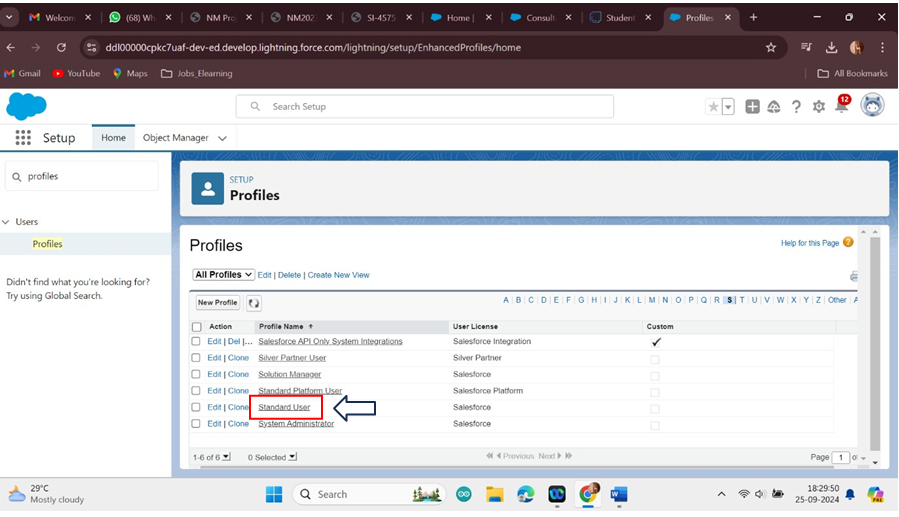 Welcom
(68) Wh
NM Pro
NM202
SI-4575
Home |
Consult
Student
Profiles
ddl00000cpkc7uaf-dev-ed.develop.lightning.force.com/lightning/setup/EnhancedProfiles/home
Gmail YouTube Maps Jobs_Elearning All Bookmarks
Search Setup
12
Setup Home Object Manager
profiles
Users
Profiles
Didn't find what you're looking for?
Try using Global Search.
SETUP
Profiles
Profiles
Help for this Page
All Profiles Edit | Delete | Create New View
New Profile
A | B | C | D | E | F | G | H | I | J | K | L | M | N | O | P | Q | R | S | T | U | V | W | X | Y | Z | Other | A
Action Profile Name User License Custom
Edit | Del |... Salesforce API Only System Integrations Salesforce Integration
Edit | Clone Silver Partner User Silver Partner
Edit | Clone Solution Manager Salesforce
Edit | Clone Standard Platform User Salesforce Platform
Edit | Clone Standard User Salesforce
Edit | Clone System Administrator Salesforce
1-6 of 6 0 Selected Previous Next Page 1 of
29°C
Mostly cloudy
Search
18:29:50
25-09-2024